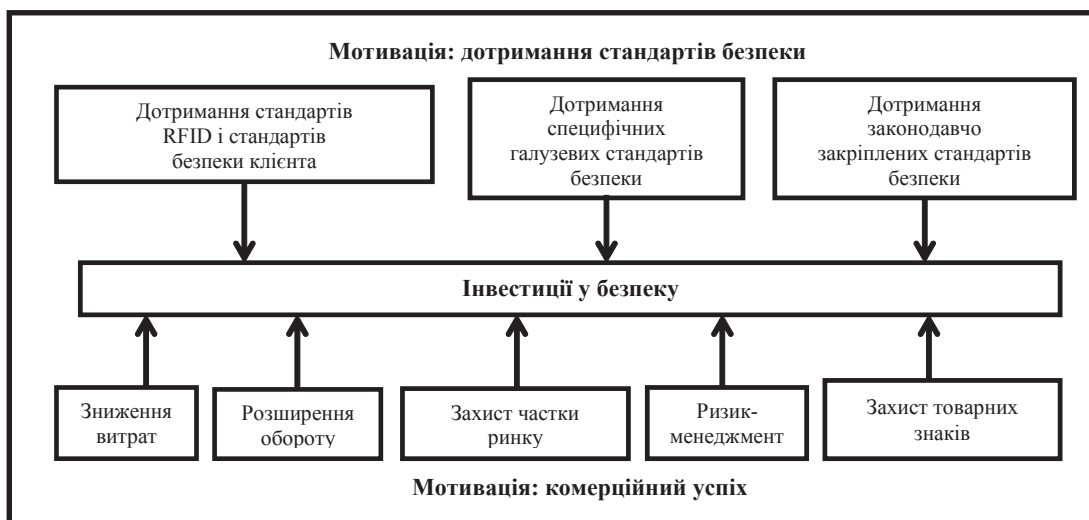 Мотивація: дотримання стандартів безпеки
Дотримання стандартів
RFID і стандартів
безпеки клієнта
Дотримання
специфічних
галузевих стандартів
безпеки
Дотримання
законодавчо
закріплених стандартів
безпеки
Інвестиції у безпеку
Зниження
витрат
Розширення
обороту
Захист частки
ринку
Ризик-
менеджмент
Захист товарних
знаків
Мотивація: комерційний успіх